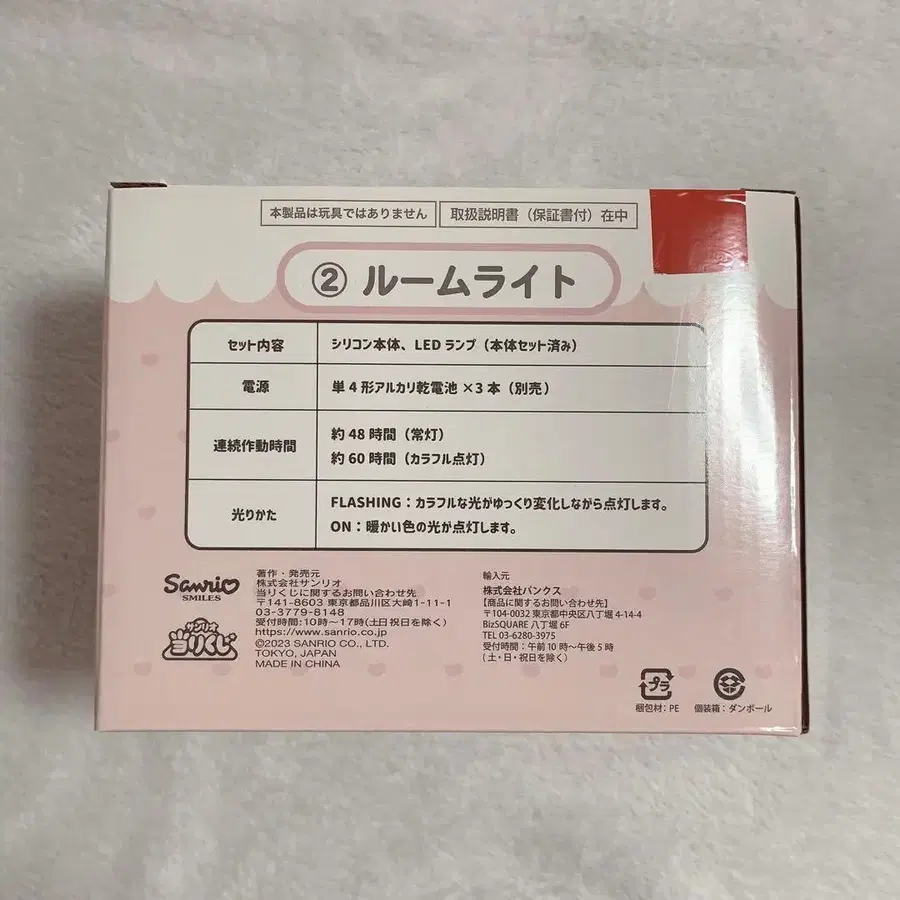 本製品は玩具ではありません
取扱説明書（保証書付）在中
② ルームライト
セット内容
シリコン本体、LEDランプ（本体セット済み）
電源
単4形アルカリ乾電池×3本（別売）
連続作動時間
約48時間（常灯）
約60時間（カラフル点灯）
光りかた
FLASHING：カラフルな光がゆっくり変化しながら点灯します。
ON：暖かい色の光が点灯します。
Sanrio
SMILES
サンリオ
当りくじ
著作・発売元
株式会社サンリオ
当りくじに関するお問い合わせ先
〒141-8603 東京都品川区大崎1-11-1
03-3779-8148
受付時間：10時～17時（土日祝日を除く）
https://www.sanrio.co.jp
©2023 SANRIO CO., LTD.
TOKYO, JAPAN
MADE IN CHINA
輸入元
株式会社バンクス
【商品に関するお問い合わせ先】
〒104-0032 東京都中央区八丁堀 4-14-4
BizSQUARE 八丁堀 6F
TEL 03-6280-3975
受付時間：午前10時～午後5時
（土・日・祝日を除く）
プラ
梱包材：PE
個装箱：ダンボール